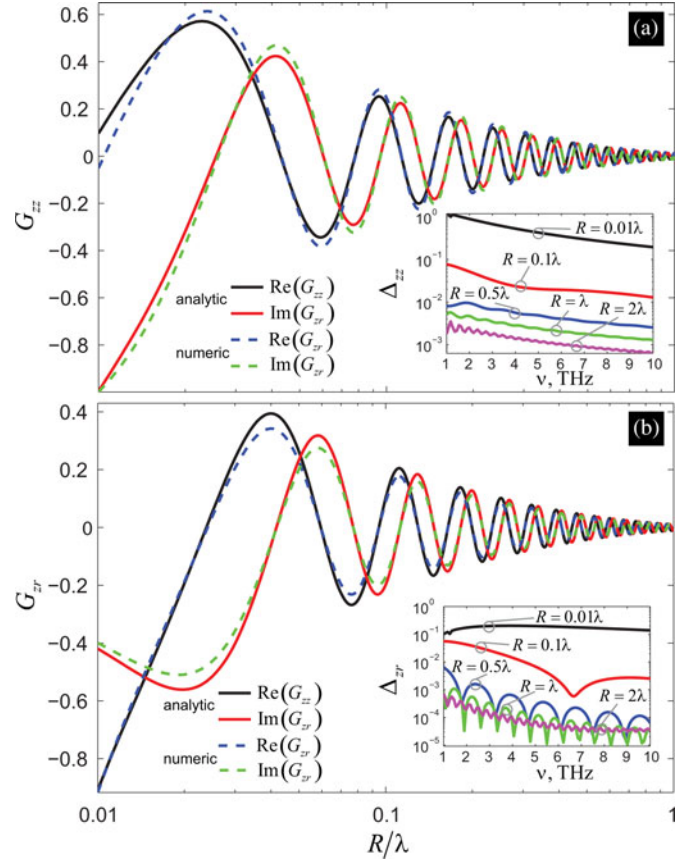 (a)
0.6
0.4
0.2
0
-0.2
-0.4
-0.6
-0.8
G_zz
analytic
numeric
Re(G_zz)
Im(G_zr)
Re(G_zr)
Im(G_zr)
Δ_zz
10^0
10^-1
10^-2
10^-3
R = 0.01λ
R = 0.1λ
R = 0.5λ
R = λ
R = 2λ
1 2 3 4 5 6 7 8 9 10
ν, THz
(b)
0.4
0.2
0
-0.2
-0.4
-0.6
-0.8
G_zr
analytic
numeric
Re(G_zz)
Im(G_zr)
Re(G_zr)
Im(G_zr)
Δ_zr
10^0
10^-1
10^-2
10^-3
10^-4
10^-5
R = 0.01λ
R = 0.1λ
R = 0.5λ
R = λ
R = 2λ
1 2 3 4 5 6 7 8 9 10
ν, THz
0.01 0.1 1
R/λ